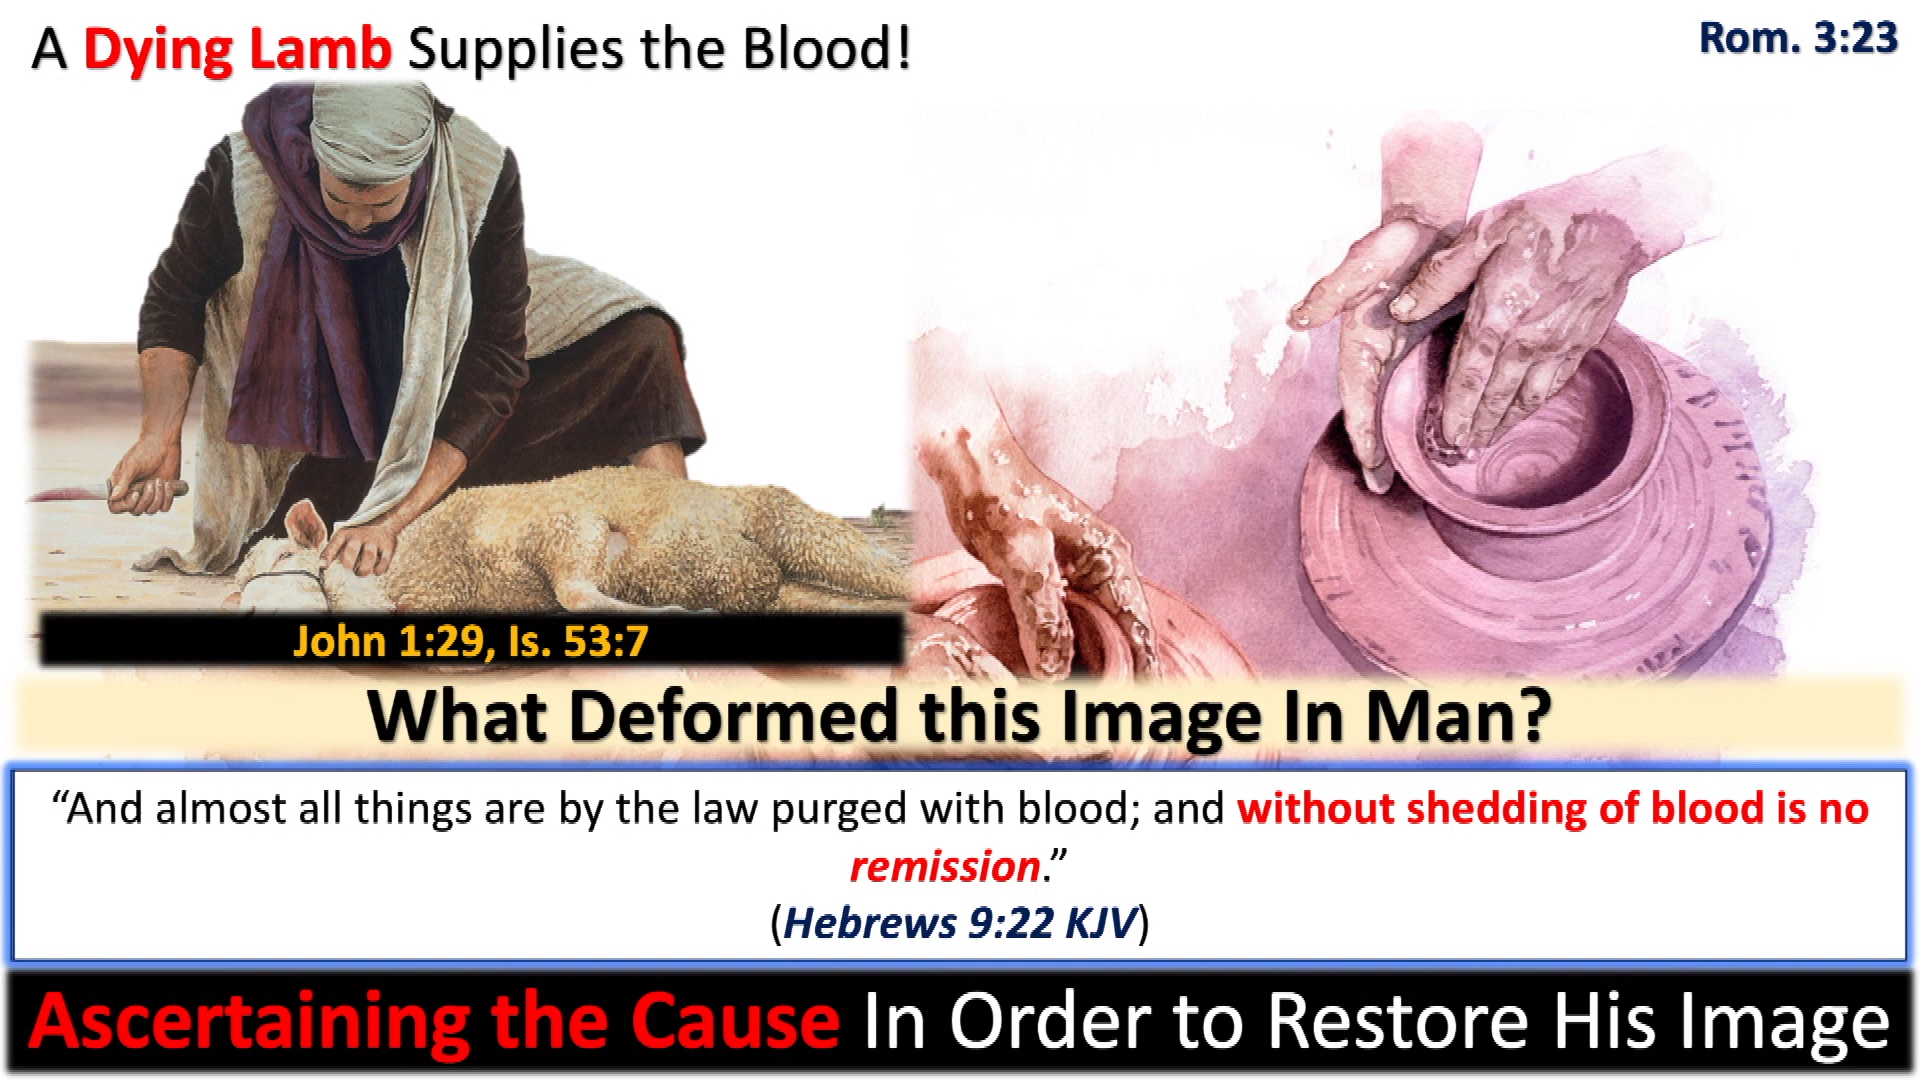 A Dying Lamb Supplies the Blood!
Rom. 3:23
John 1:29, Is. 53:7
What Deformed this Image In Man?
“And almost all things are by the law purged with blood; and without shedding of blood is no
remission.”
(Hebrews 9:22 KJV)
Ascertaining the Cause In Order to Restore His Image